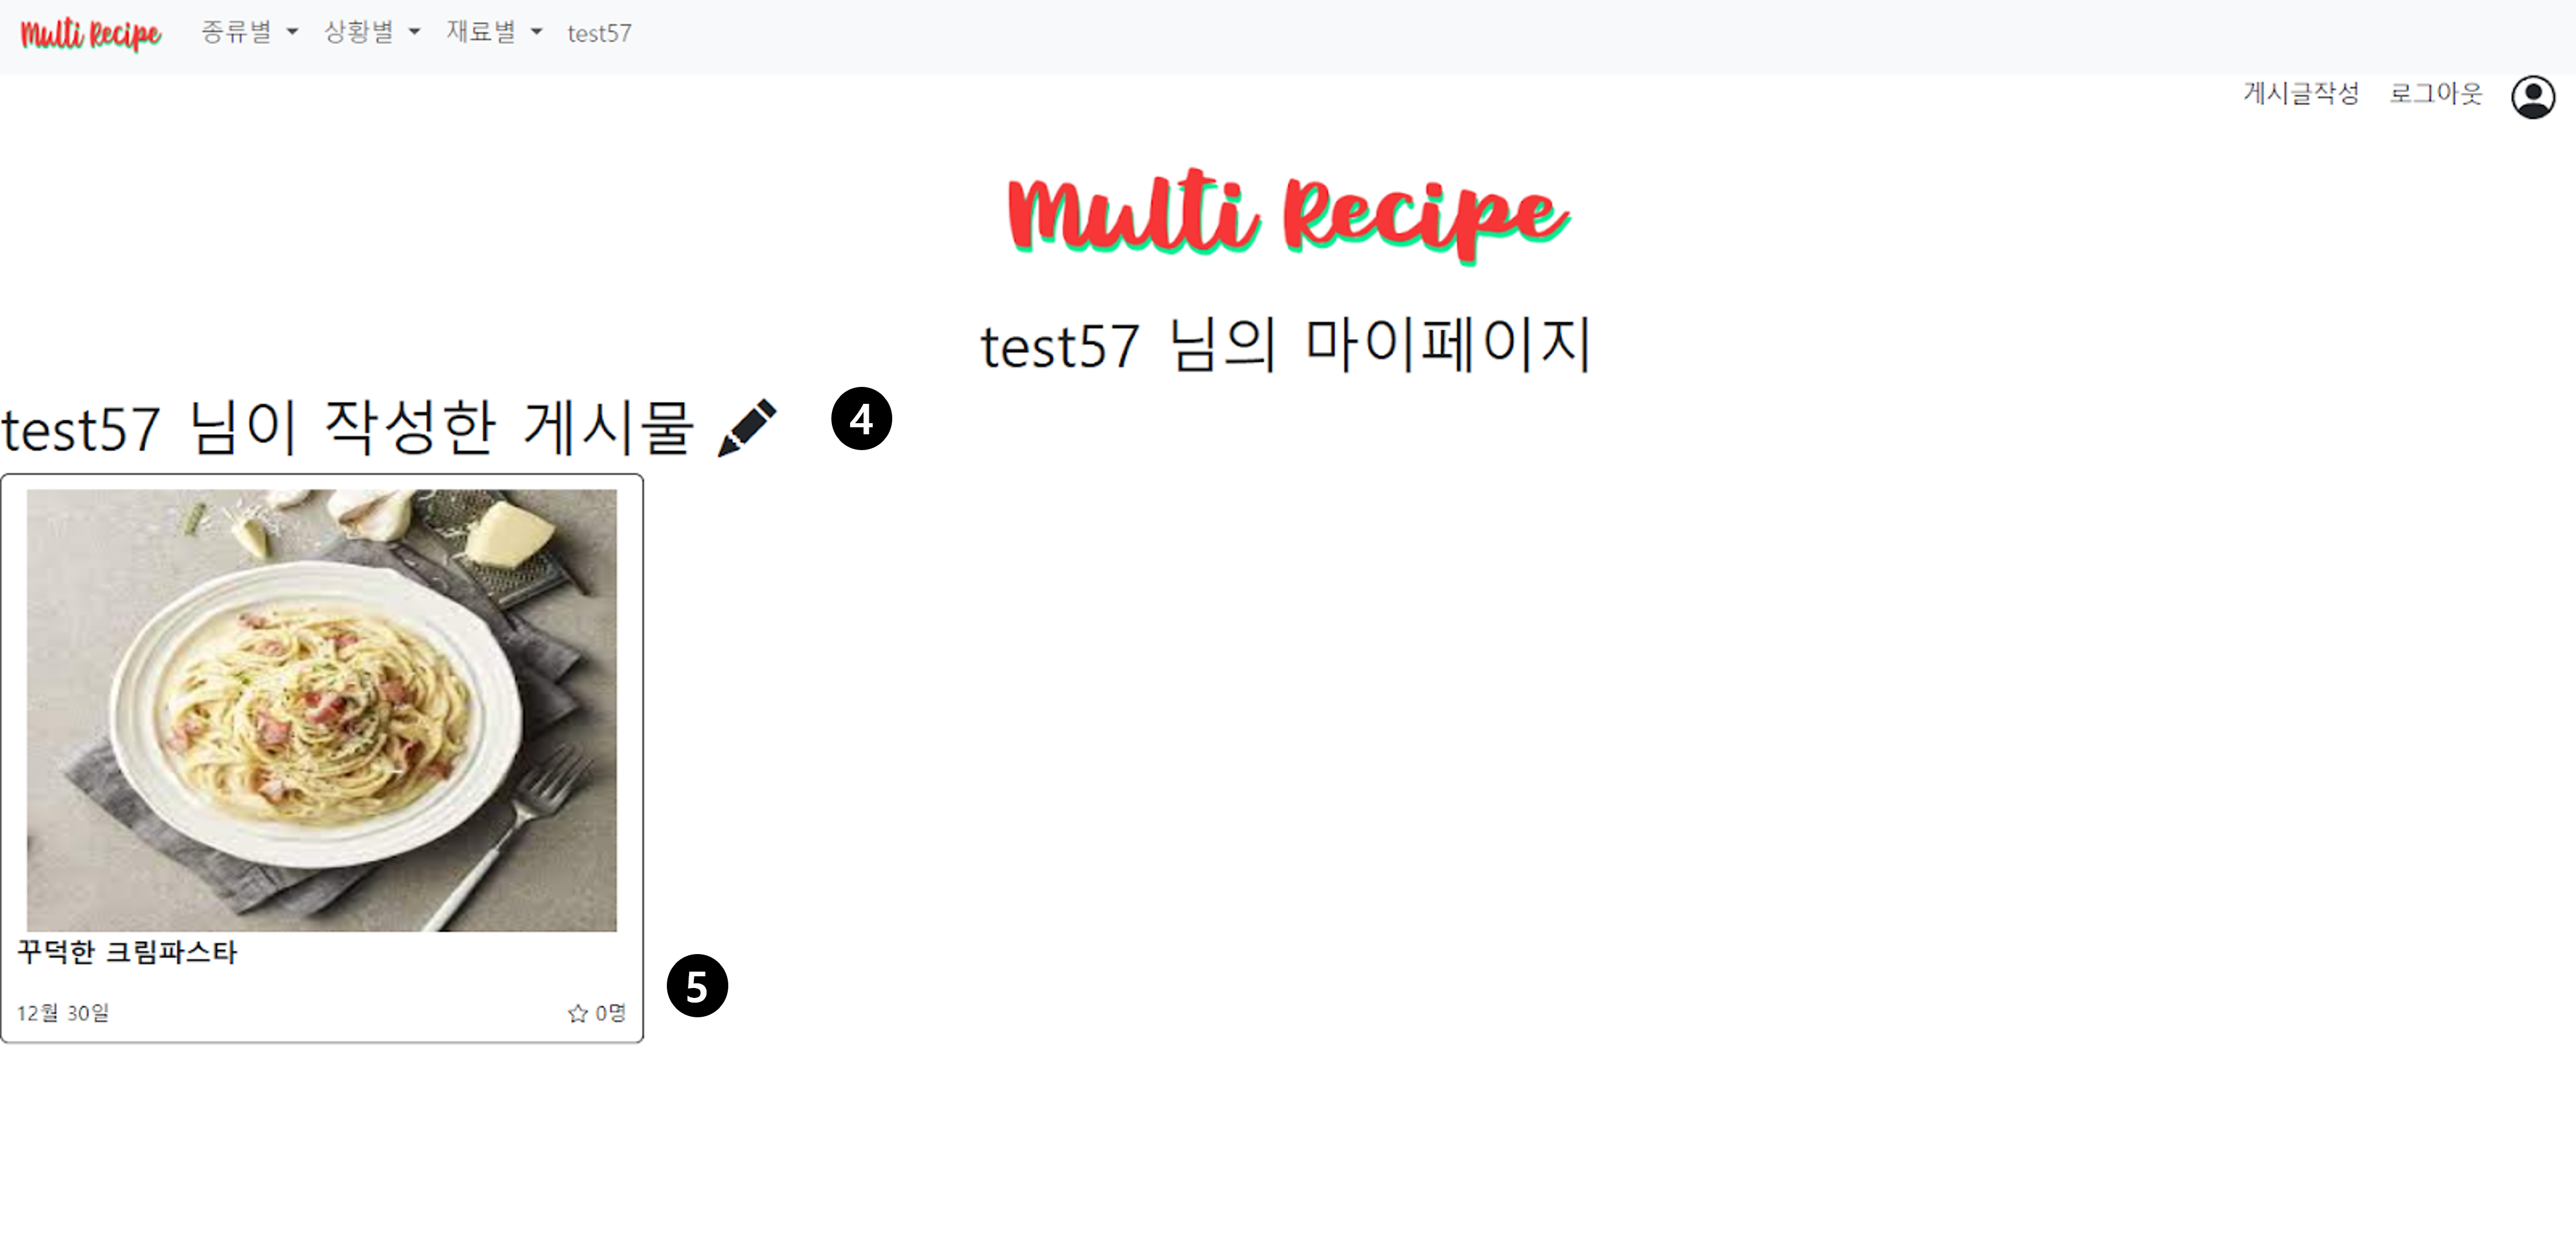 Multi Recipe 종류별 상황별 재료별 test57
게시글작성 로그아웃
Multi Recipe
test57 님의 마이페이지
test57 님이 작성한 게시물
4
꾸덕한 크림파스타
12월 30일 0명
5